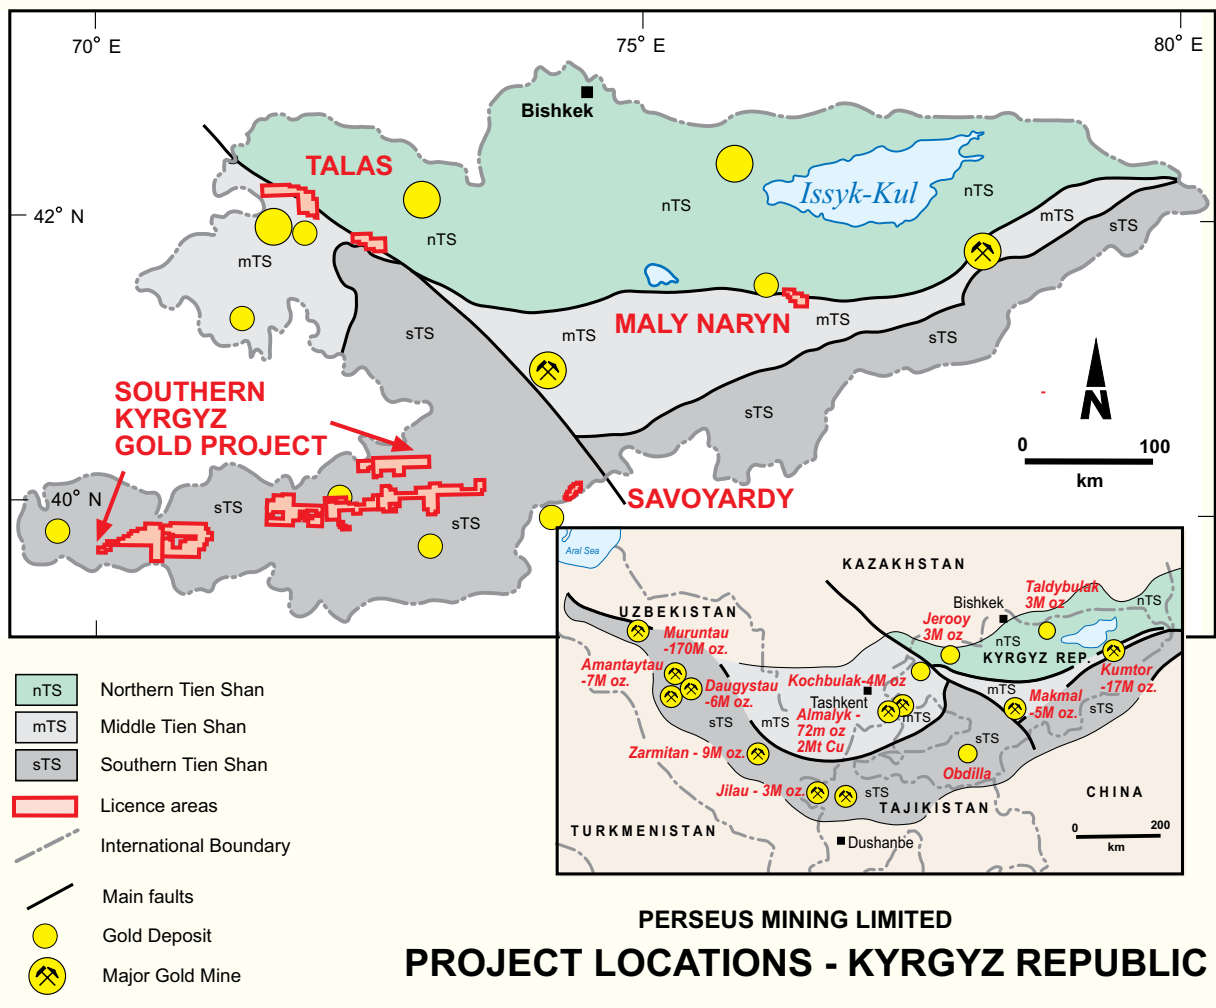 70° E
75° E
80° E
Bishkek
TALAS
Issyk-Kul
nTS
nTS
42° N
mTS
sTS
nTS
mTS
sTS
MALY NARYN
mTS
mTS
sTS
sTS
SOUTHERN
KYRGYZ
GOLD PROJECT
sTS
N
0 100
km
40° N
sTS
sTS
SAVOYARDY
Aral Sea
KAZAKHSTAN
UZBEKISTAN
Bishkek
Taldybulak
3M oz
nTS
Jerooy
3M oz
nTS
KYRGYZ REP.
Muruntau
-170M oz.
Amantaytau
-7M oz.
Daugystau
-6M oz.
Kochbulak-4M oz
Tashkent
Kumtor
-17M oz.
mTS
Makmal
-5M oz.
sTS
sTS
mTS
Almalyk -
72m oz
2Mt Cu
mTS
sTS
Zarmitan - 9M oz.
Obdilla
Jilau - 3M oz.
sTS
TAJIKISTAN
CHINA
TURKMENISTAN
Dushanbe
0 200
km
nTS Northern Tien Shan
mTS Middle Tien Shan
sTS Southern Tien Shan
Licence areas
International Boundary
Main faults
Gold Deposit
Major Gold Mine
PERSEUS MINING LIMITED
PROJECT LOCATIONS - KYRGYZ REPUBLIC